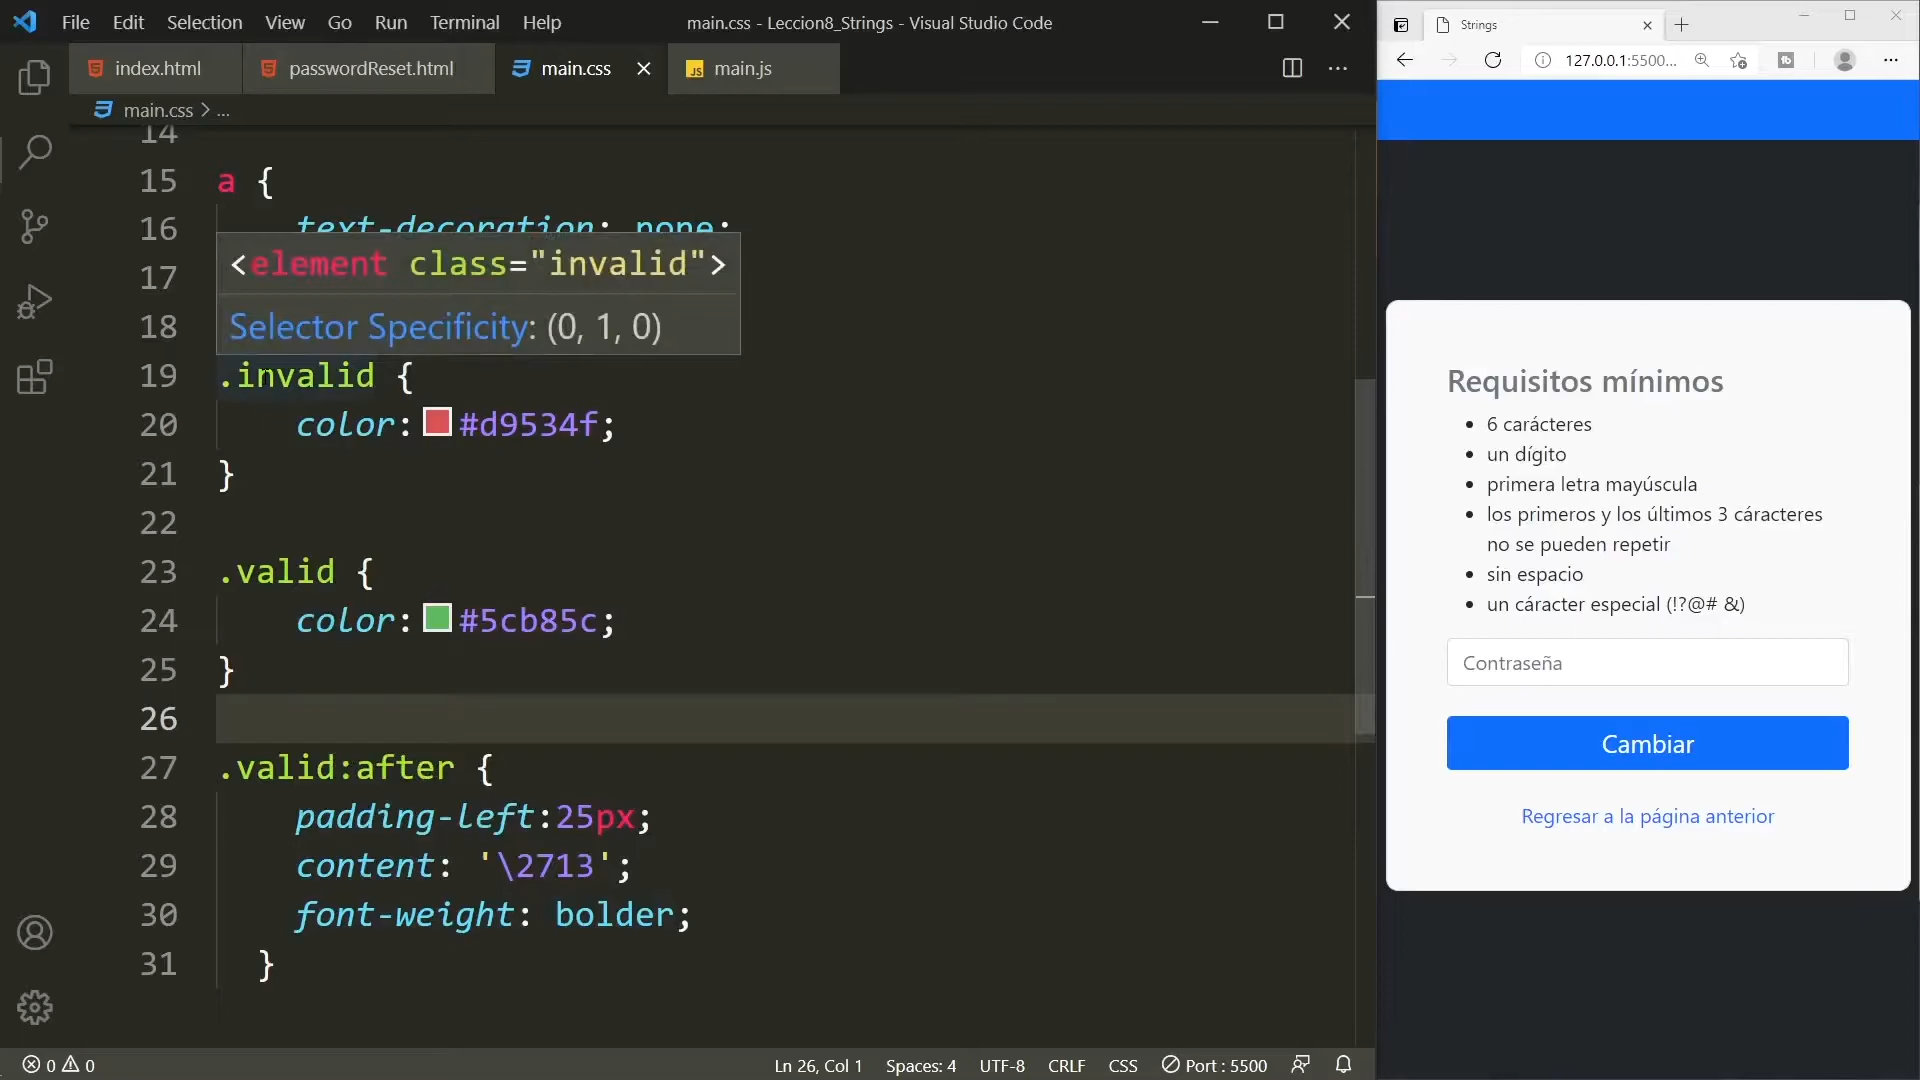 File Edit Selection View Go Run Terminal Help
main.css - Leccion8_Strings - Visual Studio Code
index.html passwordReset.html main.css main.js
main.css > ...
14
15 a {
16 text-decoration: none;
17
<element class="invalid">
18
Selector Specificity: (0, 1, 0)
19 .invalid {
20 color: #d9534f;
21 }
22
23 .valid {
24 color: #5cb85c;
25 }
26
27 .valid:after {
28 padding-left:25px;
29 content: '\2713';
30 font-weight: bolder;
31 }
0 0
Ln 26, Col 1 Spaces: 4 UTF-8 CRLF CSS Port : 5500
Strings
127.0.0.1:5500...
Requisitos mínimos
6 carácteres
un dígito
primera letra mayúscula
los primeros y los últimos 3 cáracteres
no se pueden repetir
sin espacio
un cáracter especial (!?@# &)
Contraseña
Cambiar
Regresar a la página anterior